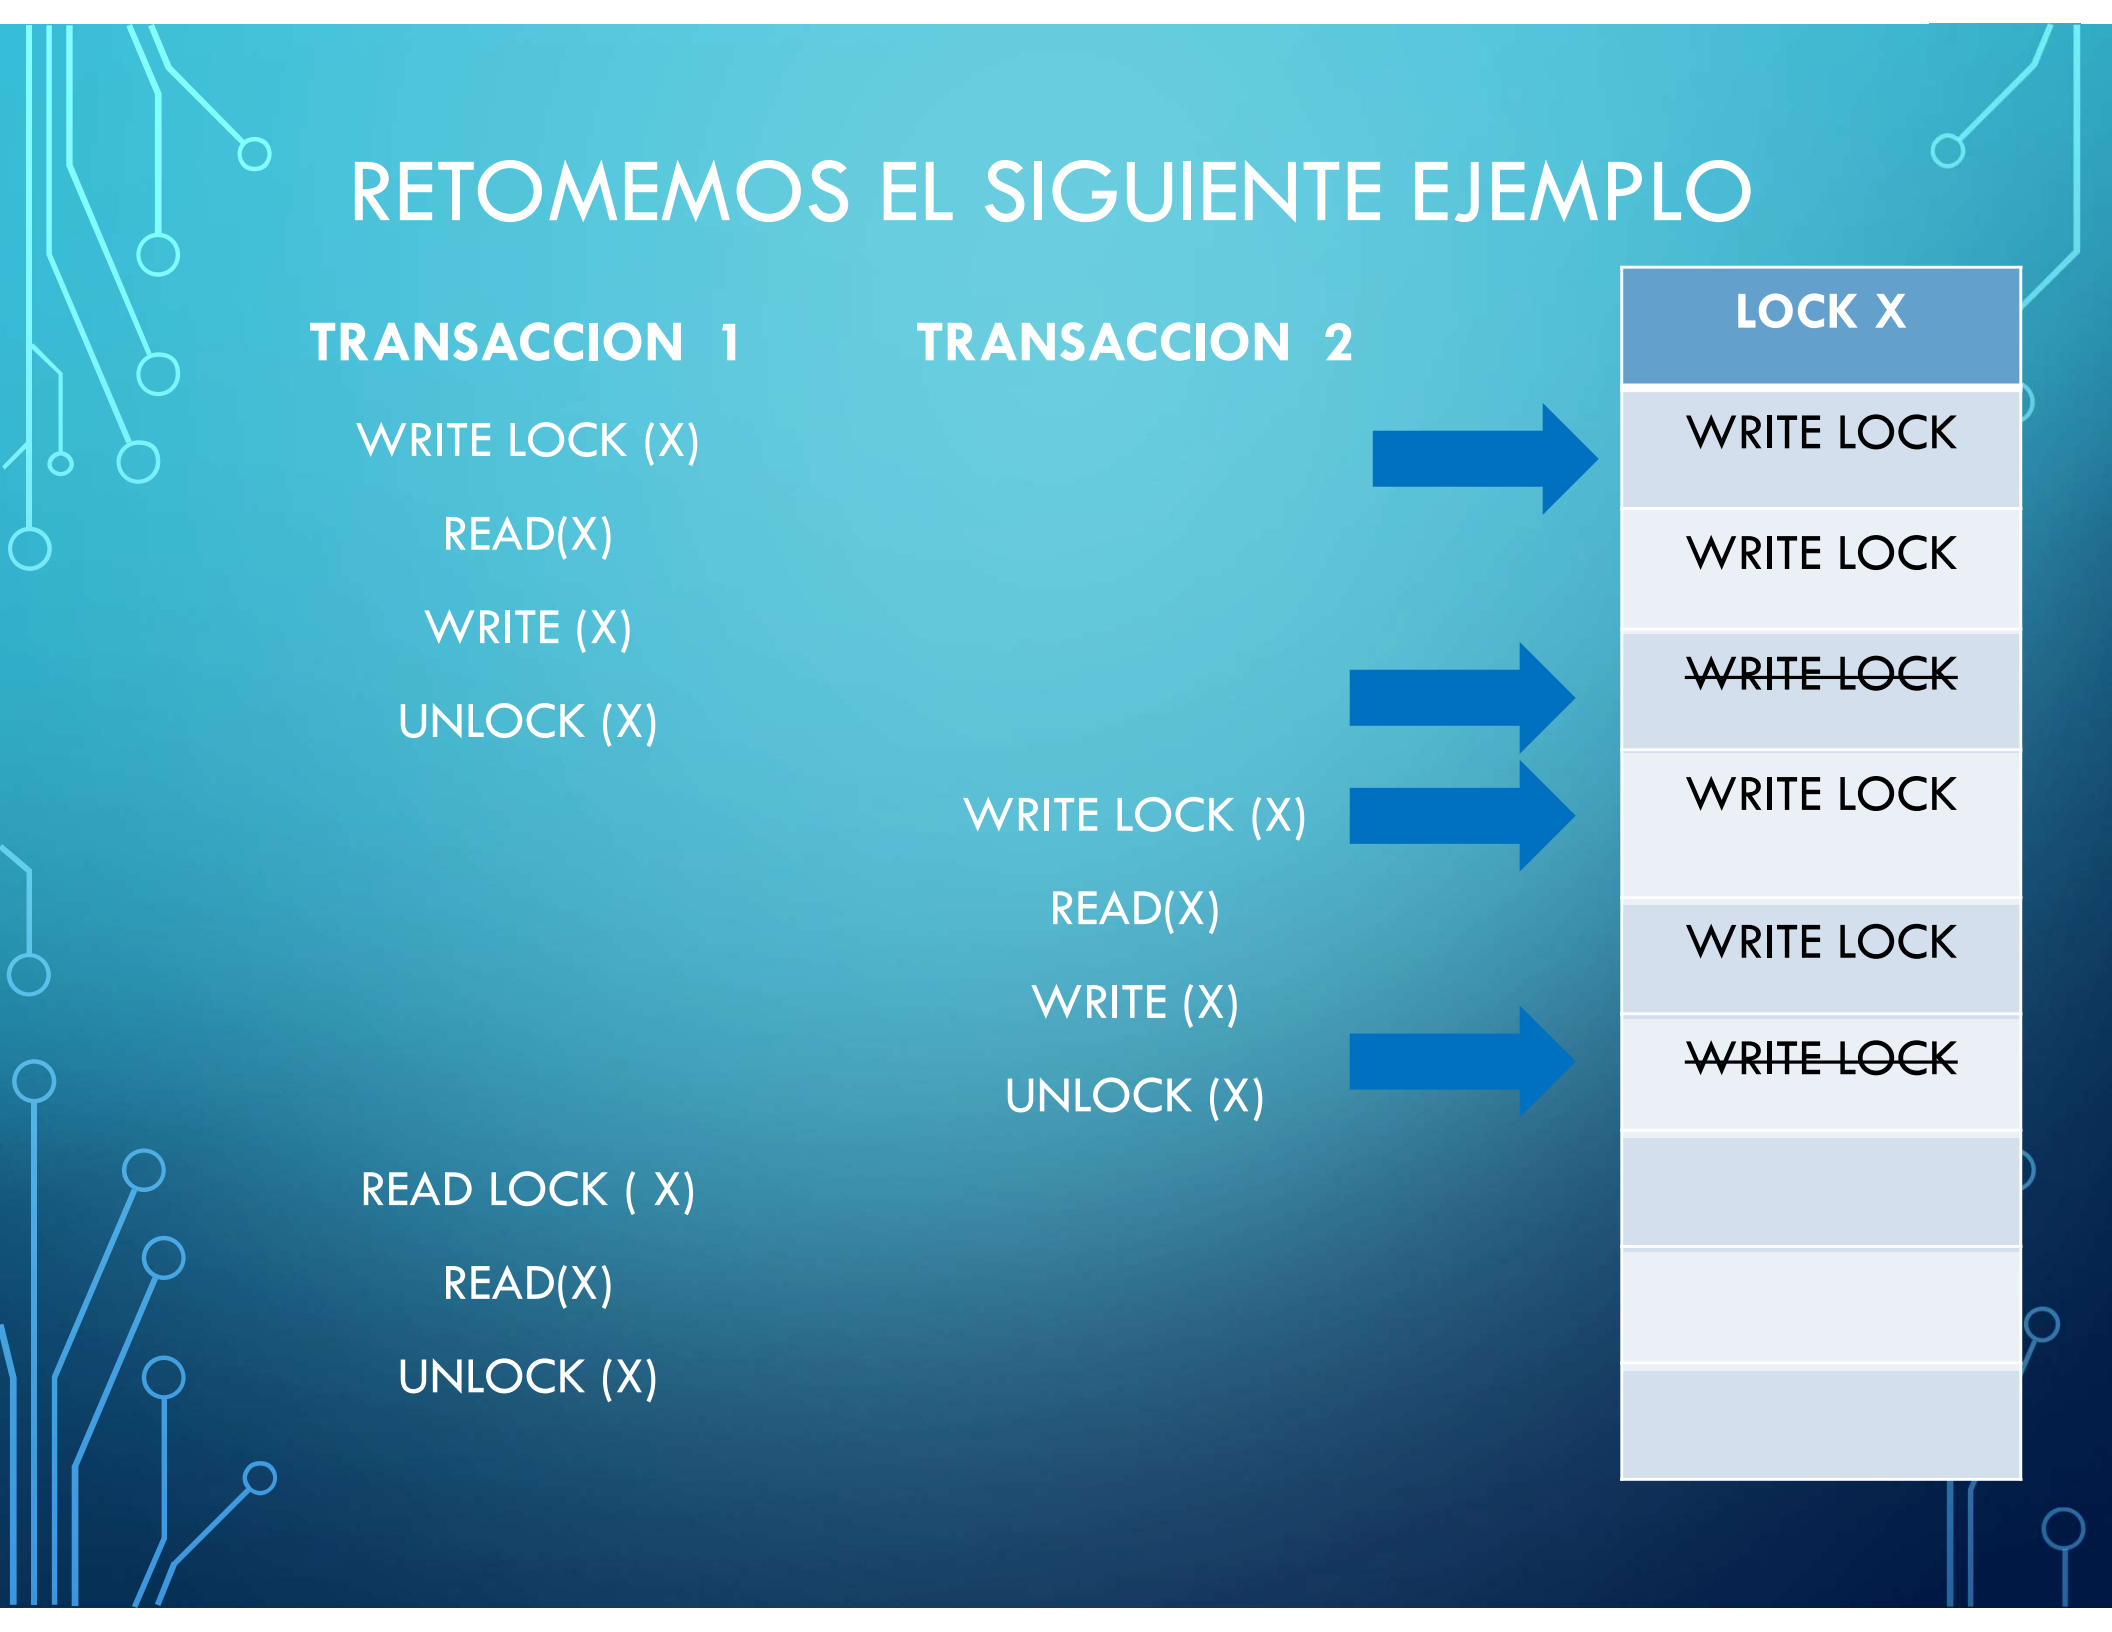 RETOMEMOS EL SIGUIENTE EJEMPLO
TRANSACCION 1
WRITE LOCK (X)
READ(X)
WRITE (X)
UNLOCK (X)
READ LOCK ( X)
READ(X)
UNLOCK (X)
TRANSACCION 2
WRITE LOCK (X)
READ(X)
WRITE (X)
UNLOCK (X)
LOCK X
WRITE LOCK
WRITE LOCK
WRITE LOCK
WRITE LOCK
WRITE LOCK
WRITE LOCK